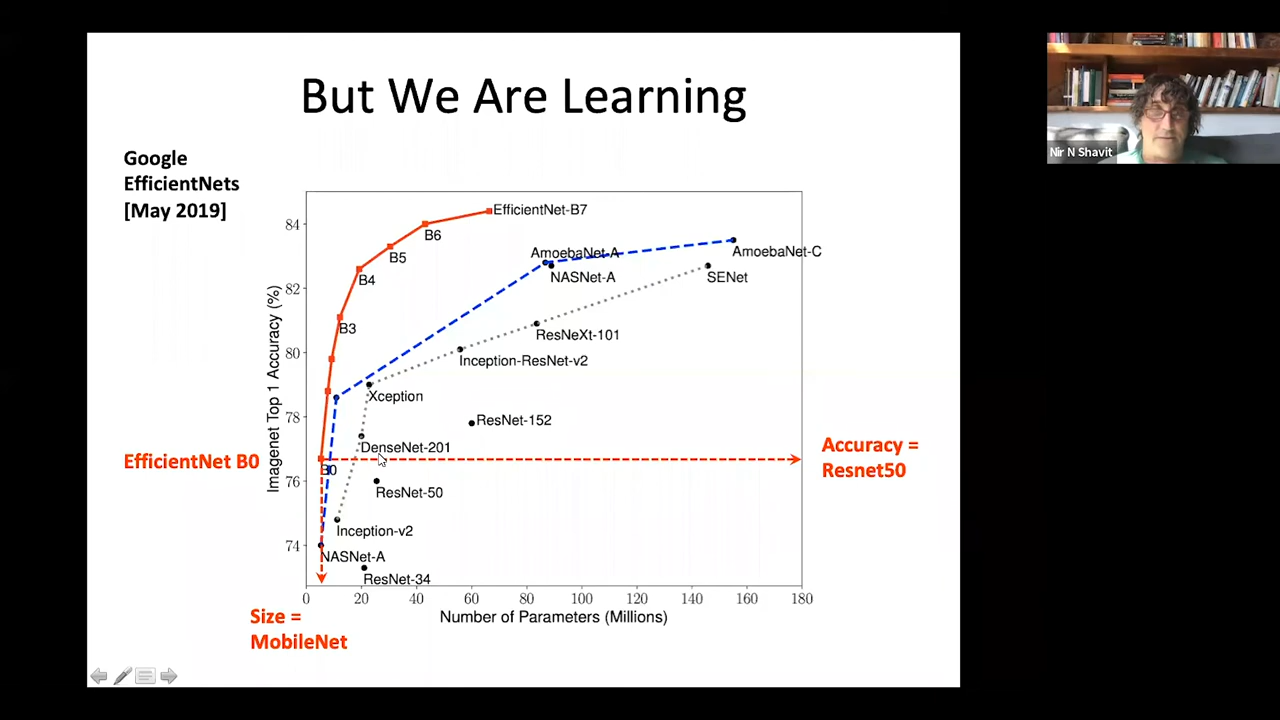 But We Are Learning
Nir N Shavit
Google
EfficientNets
[May 2019]
EfficientNet-B7
84
B6
AmoebaNet-A
B5
AmoebaNet-C
B4
NASNet-A
SENet
82
B3
ResNeXt-101
80
Inception-ResNet-v2
Imagenet Top 1 Accuracy (%)
Xception
78
ResNet-152
DenseNet-201
Accuracy =
Resnet50
EfficientNet B0
B0
76
ResNet-50
Inception-v2
74
NASNet-A
ResNet-34
0 20 40 60 80 100 120 140 160 180
Number of Parameters (Millions)
Size =
MobileNet